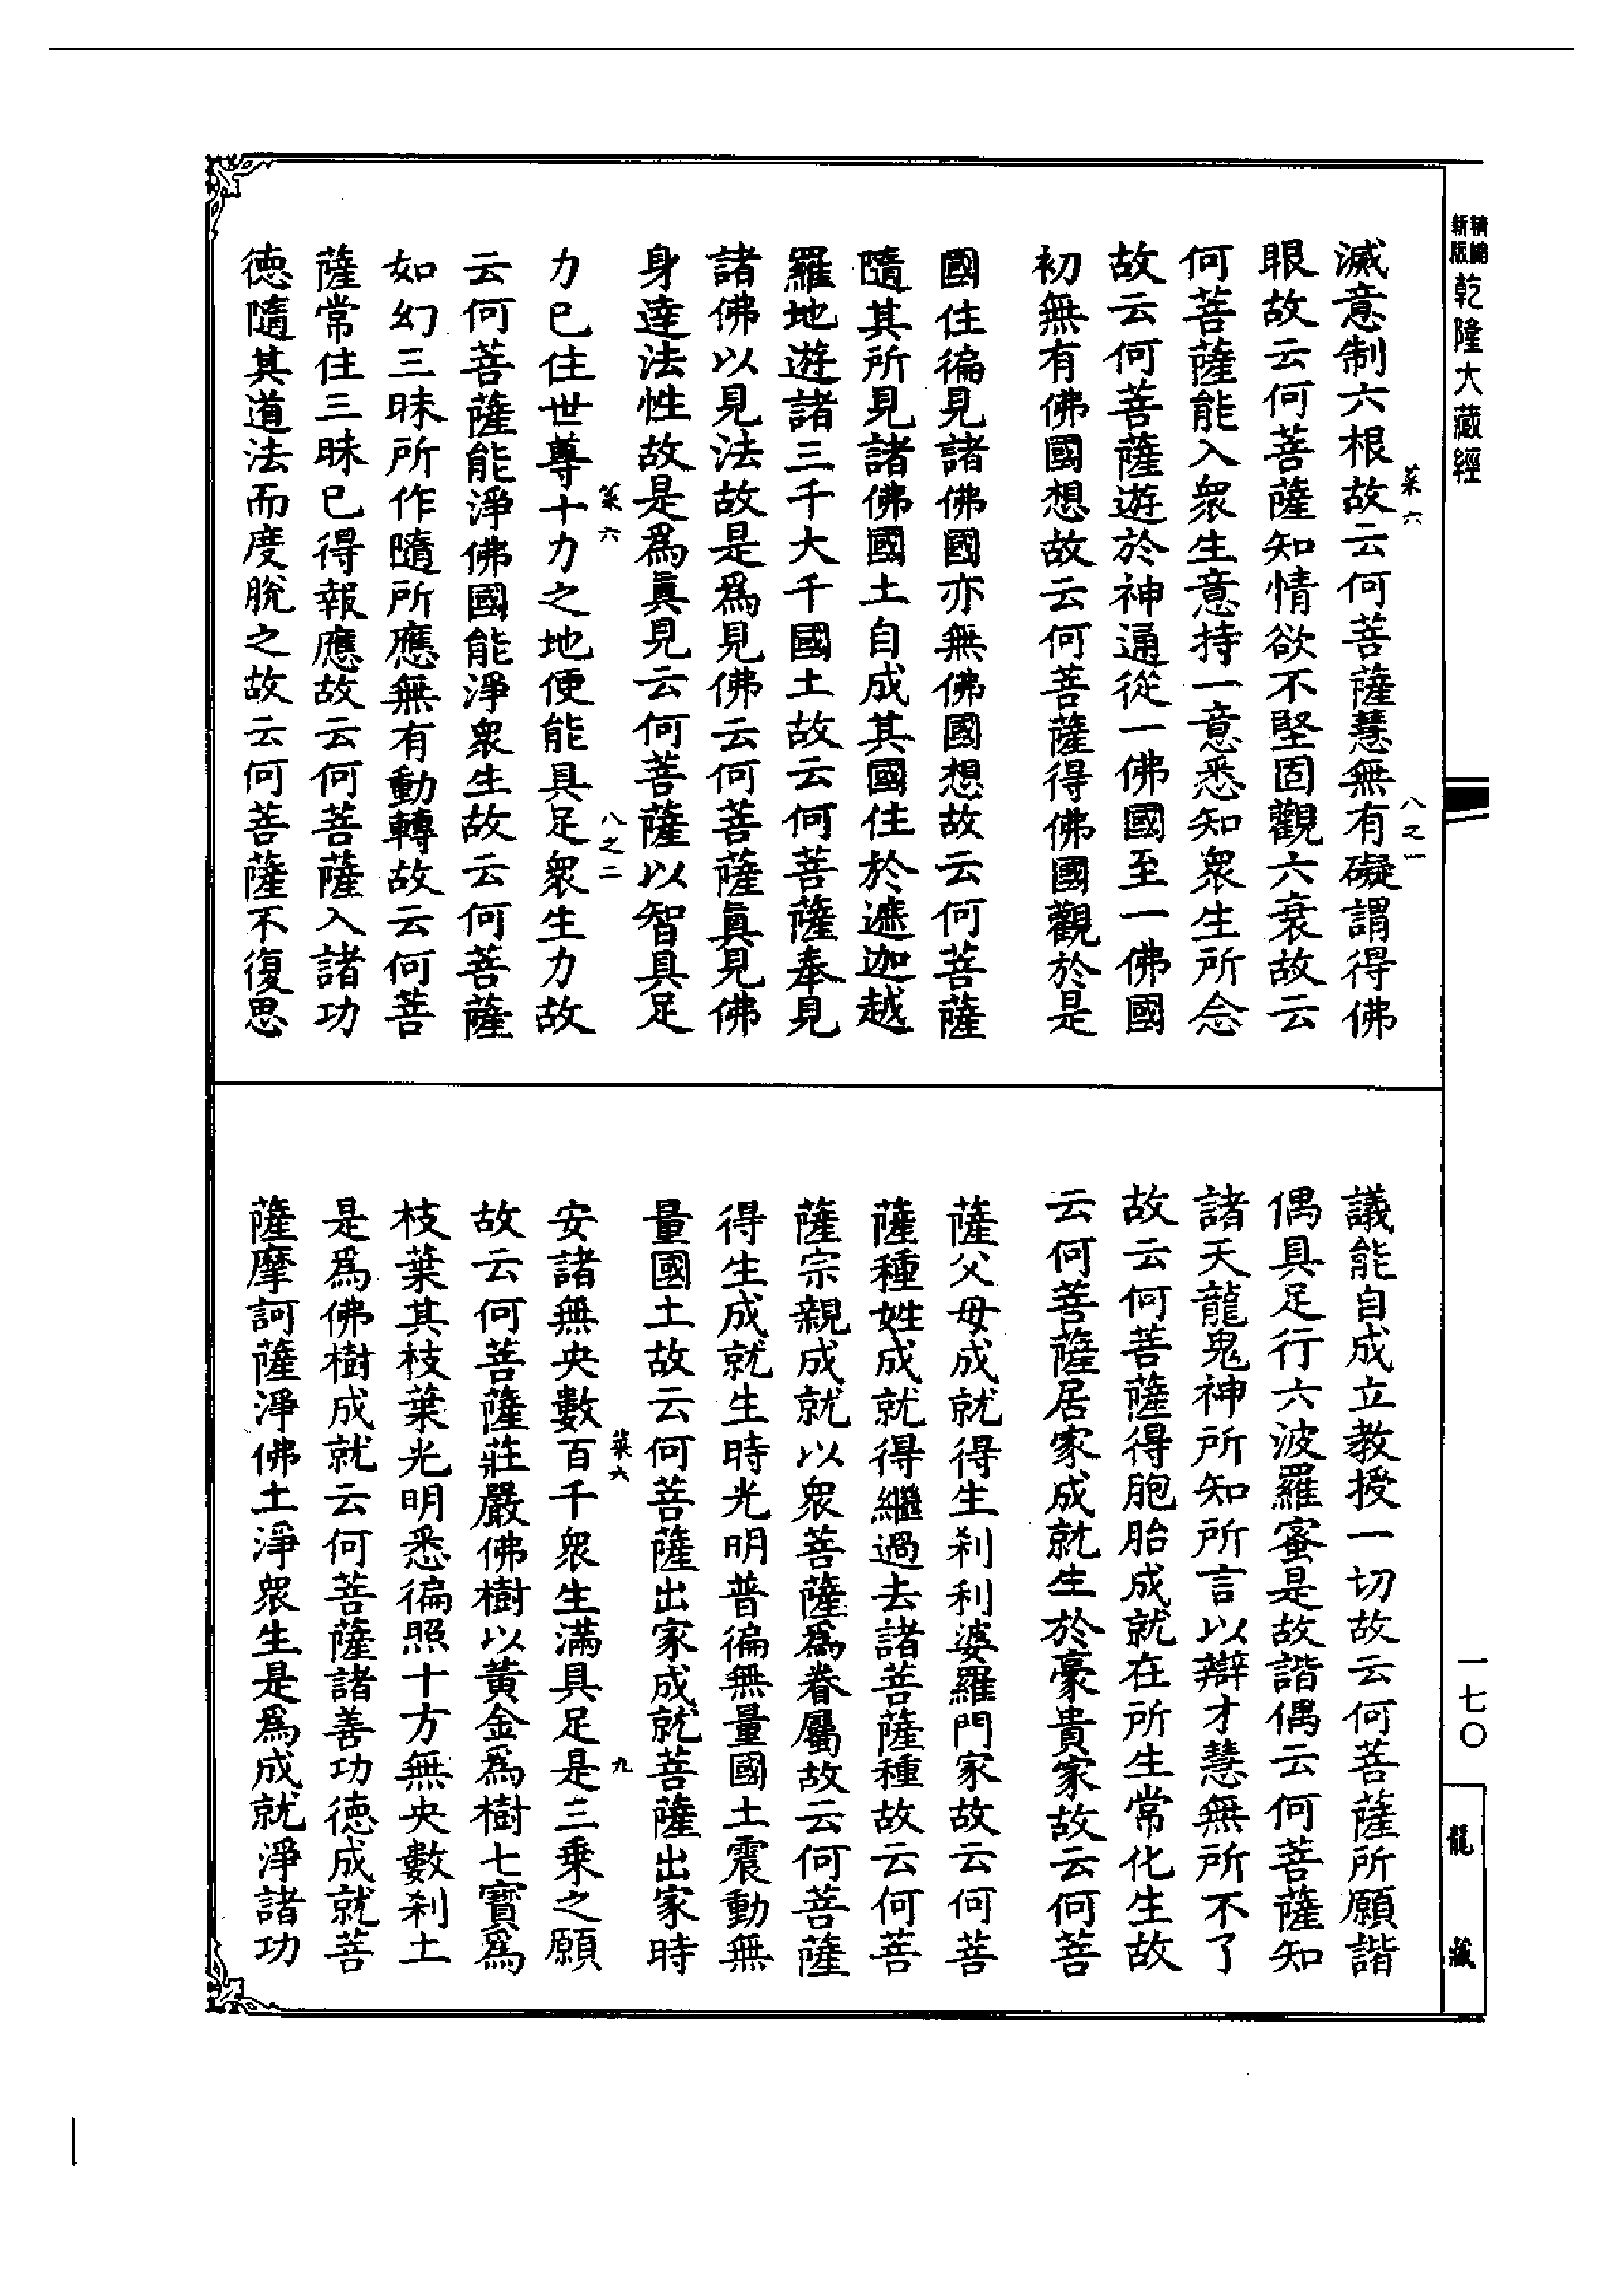 新編
新版
乾隆大藏經
滅意制六根故云何菩薩慧無有礙謂得佛
菜六
八之一
眼故云何菩薩知情欲不堅固觀六衰故云
何菩薩能入衆生意持一意悉知衆生所念
故云何菩薩遊於神通從一佛國至一佛國
初無有佛國想故云何菩薩得佛國觀於是
國住徧見諸佛國亦無佛國想故云何菩薩
隨其所見諸佛國土自成其國住於遮迦越
羅地遊諸三千大千國土故云何菩薩奉見
諸佛以見法故是爲見佛云何菩薩眞見佛
身達法性故是爲眞見云何菩薩以智具足
菜六
八之二
力已住世尊十力之地便能具足衆生力故
云何菩薩能淨佛國能淨衆生故云何菩薩
如幻三昧所作隨所應無有動轉故云何菩
薩常住三昧已得報應故云何菩薩入諸功
德隨其道法而度脫之故云何菩薩不復思
議能自成立教授一切故云何菩薩所願諧
偶具足行六波羅蜜是故諧偶云何菩薩知
諸天龍鬼神所知所言以辯才慧無所不了
故云何菩薩得胞胎成就在所生常化生故
云何菩薩居家成就生於豪貴家故云何菩
薩父母成就得生剎利婆羅門家故云何菩
薩種姓成就得繼過去諸菩薩種故云何菩
薩宗親成就以衆菩薩爲眷屬故云何菩薩
得生成就生時光明普徧無量國土震動無
量國土故云何菩薩出家成就菩薩出家時
菜六
九
安諸無央數百千衆生滿具足是三乘之願
故云何菩薩莊嚴佛樹以黃金爲樹七寶爲
枝葉其枝葉光明悉徧照十方無央數剎土
是爲佛樹成就云何菩薩諸善功德成就菩
薩摩訶薩淨佛土淨衆生是爲成就淨諸功
一七〇
龍藏